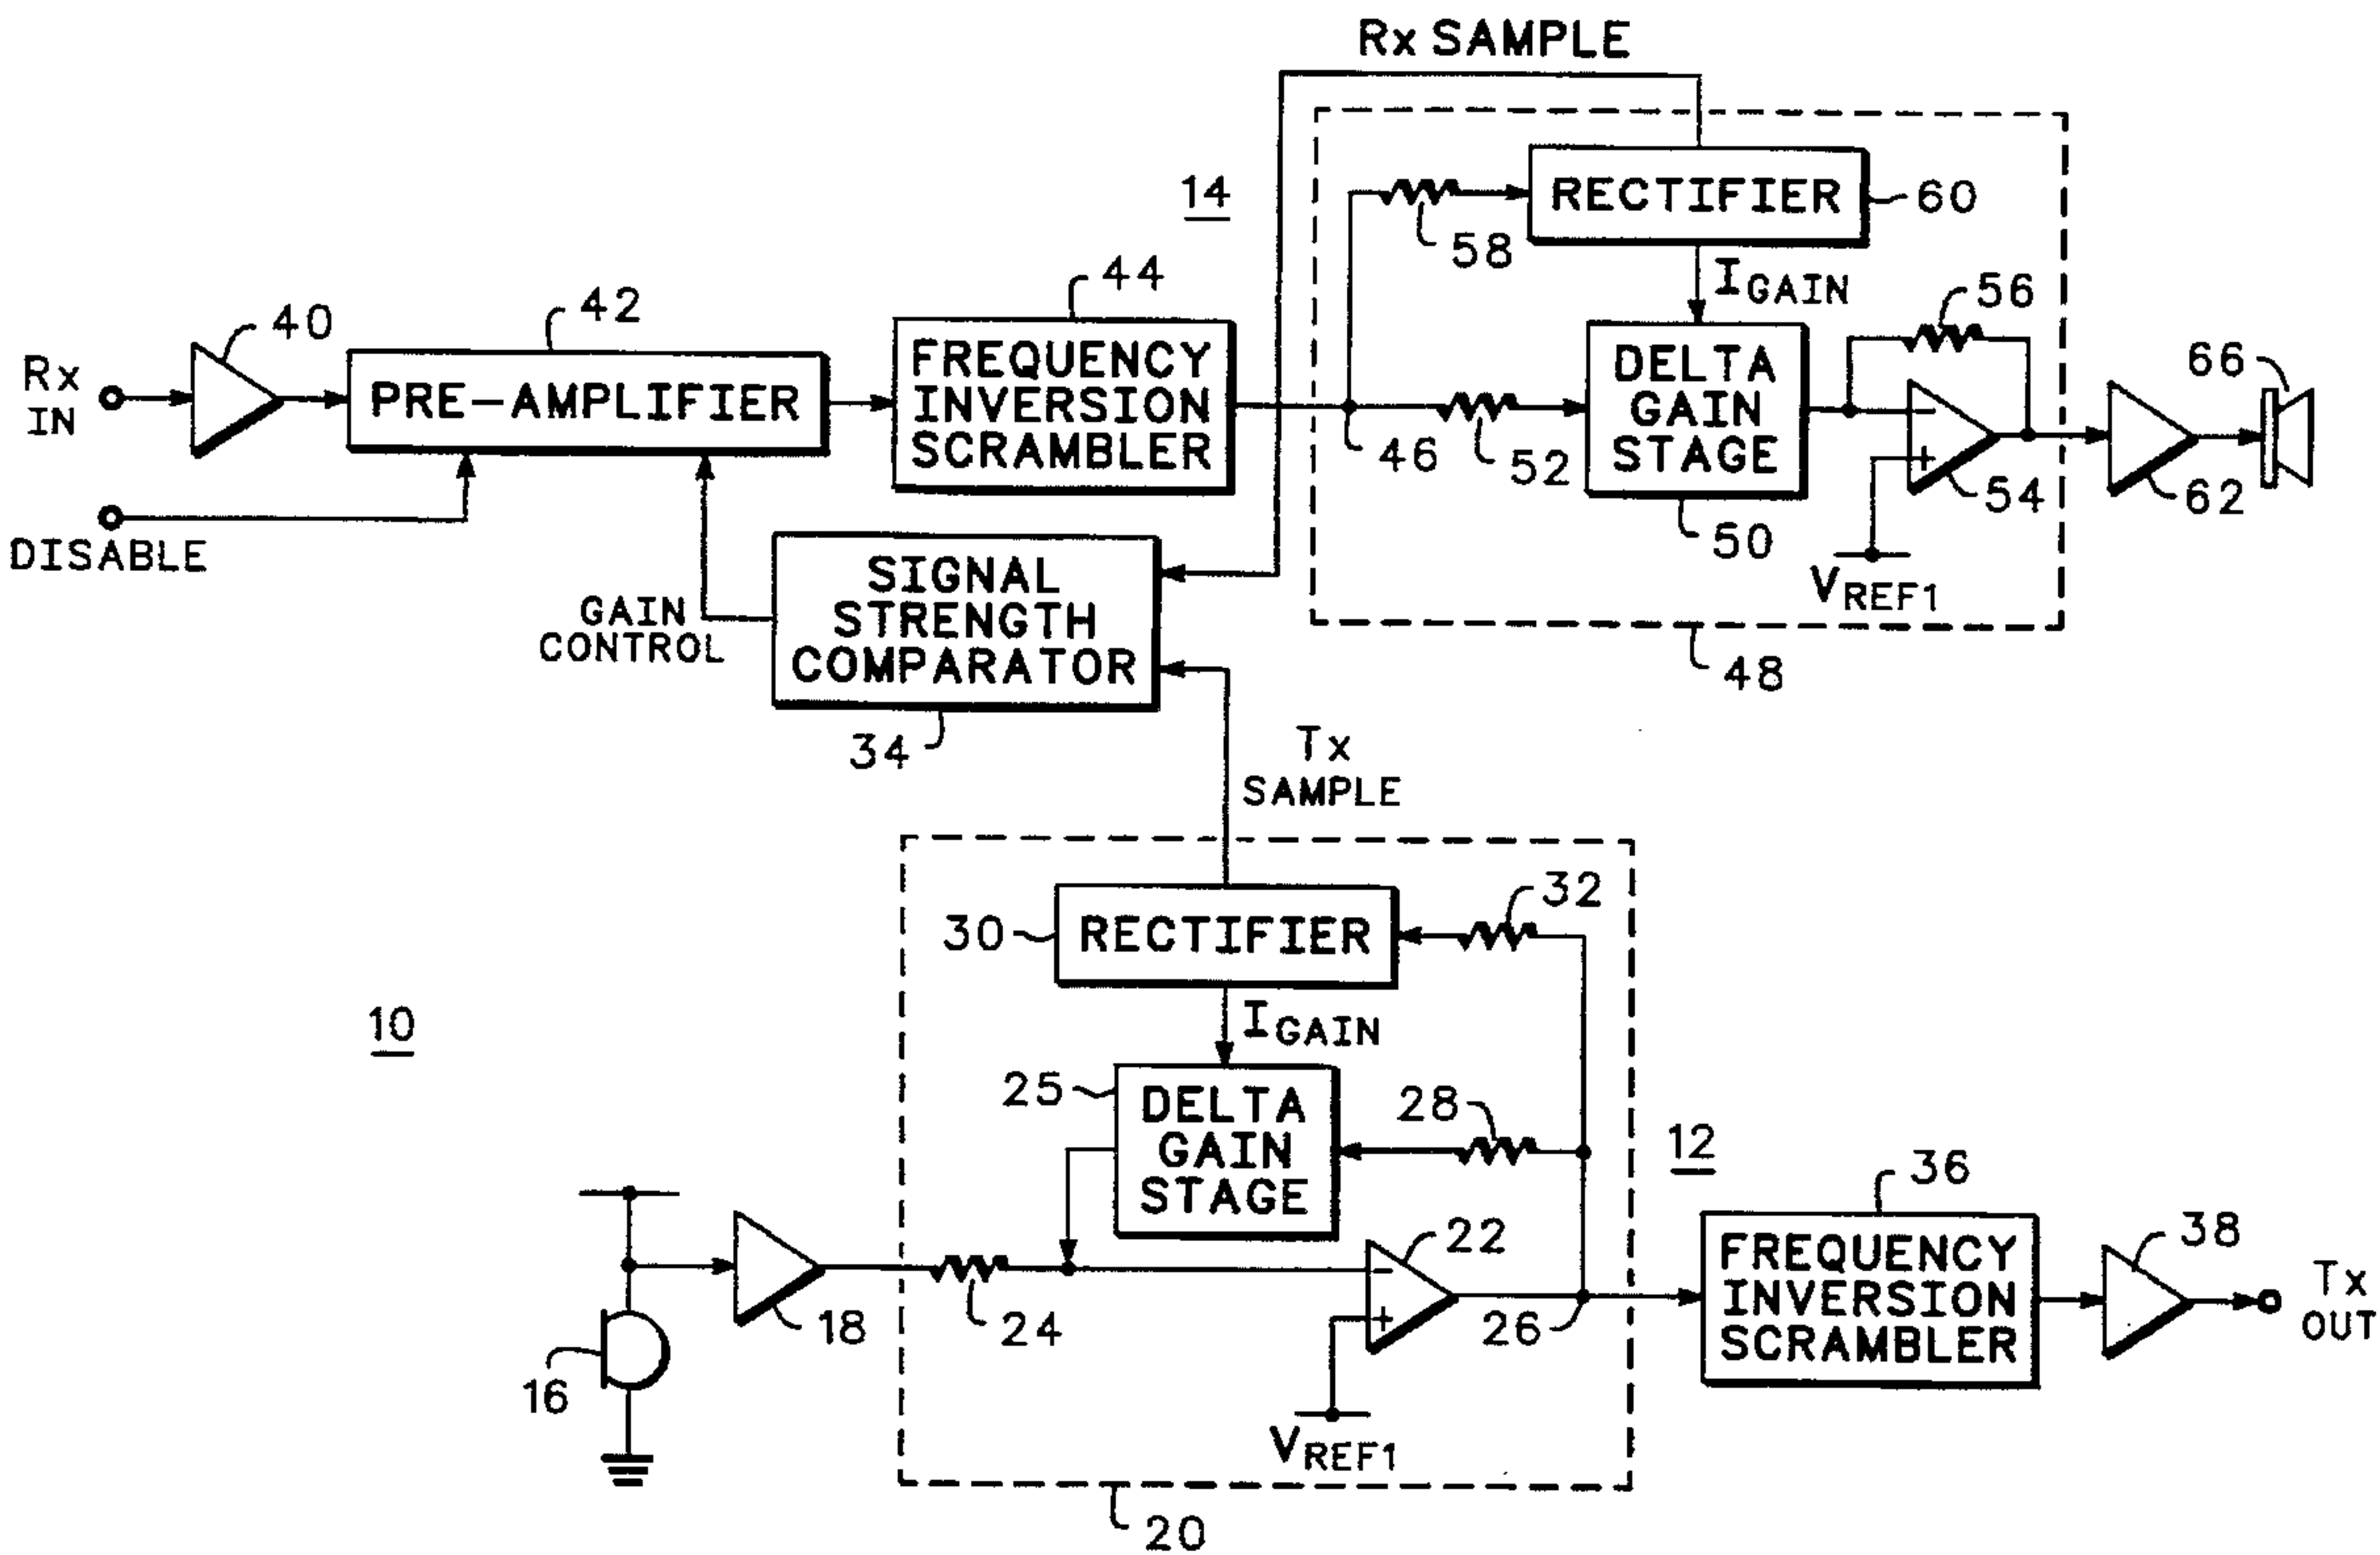 Rx SAMPLE
14
RECTIFIER
60
58
I GAIN
44
42
40
56
Rx
IN
PRE-AMPLIFIER
FREQUENCY
INVERSION
SCRAMBLER
46
52
DELTA
GAIN
STAGE
50
54
62
66
DISABLE
GAIN
CONTROL
SIGNAL
STRENGTH
COMPARATOR
34
VREF1
48
Tx
SAMPLE
30
RECTIFIER
32
10
I GAIN
25
DELTA
GAIN
STAGE
28
12
36
22
38
16
18
24
26
FREQUENCY
INVERSION
SCRAMBLER
Tx
OUT
VREF1
20